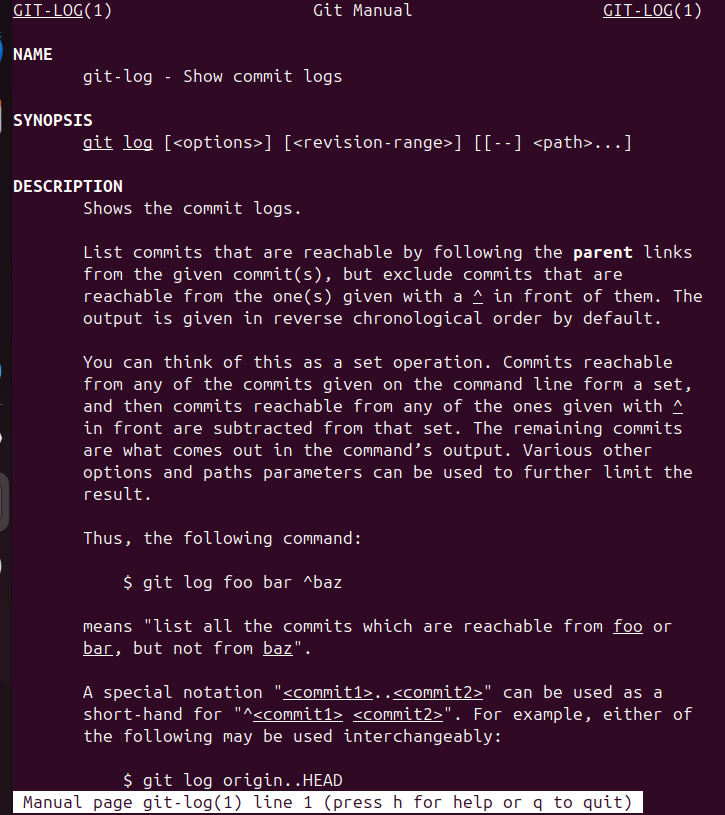 GIT-LOG(1) Git Manual GIT-LOG(1)
NAME
git-log - Show commit logs
SYNOPSIS
git log [<options>] [<revision-range>] [[--] <path>...]
DESCRIPTION
Shows the commit logs.
List commits that are reachable by following the parent links
from the given commit(s), but exclude commits that are
reachable from the one(s) given with a ^ in front of them. The
output is given in reverse chronological order by default.
You can think of this as a set operation. Commits reachable
from any of the commits given on the command line form a set,
and then commits reachable from any of the ones given with ^
in front are subtracted from that set. The remaining commits
are what comes out in the command’s output. Various other
options and paths parameters can be used to further limit the
result.
Thus, the following command:
$ git log foo bar ^baz
means "list all the commits which are reachable from foo or
bar, but not from baz".
A special notation "<commit1>..<commit2>" can be used as a
short-hand for "^<commit1> <commit2>". For example, either of
the following may be used interchangeably:
$ git log origin..HEAD
Manual page git-log(1) line 1 (press h for help or q to quit)